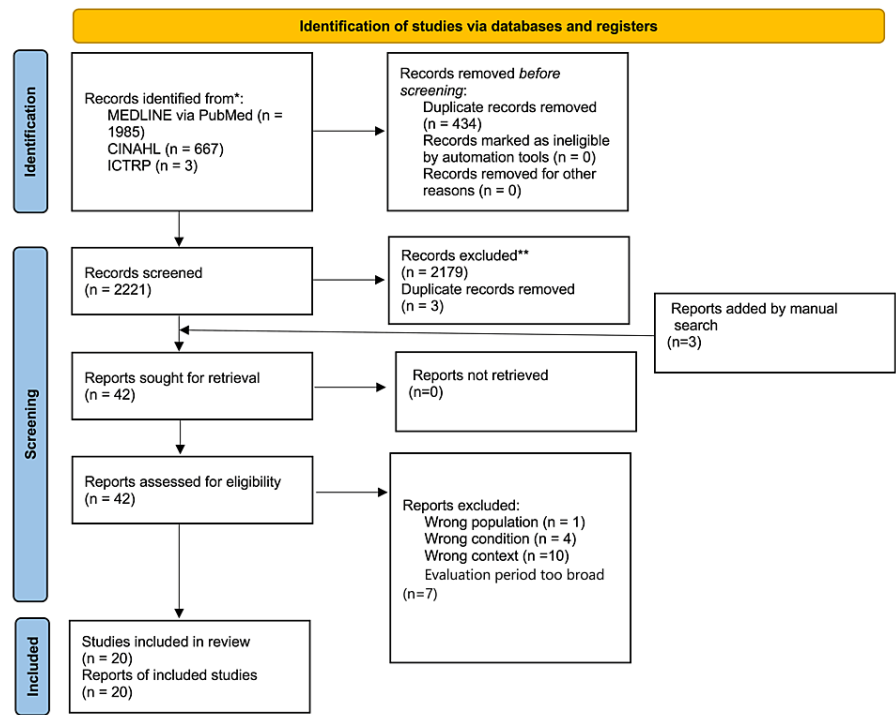 Identification of studies via databases and registers
Identification
Records identified from*:
MEDLINE via PubMed (n =
1985)
CINAHL (n = 667)
ICTRP (n = 3)
Records removed before
screening:
Duplicate records removed
(n = 434)
Records marked as ineligible
by automation tools (n = 0)
Records removed for other
reasons (n = 0)
Screening
Records screened
(n = 2221)
Records excluded**
(n = 2179)
Duplicate records removed
(n = 3)
Reports added by manual
search
(n=3)
Reports sought for retrieval
(n = 42)
Reports not retrieved
(n=0)
Reports assessed for eligibility
(n = 42)
Reports excluded:
Wrong population (n = 1)
Wrong condition (n = 4)
Wrong context (n =10)
Evaluation period too broad
(n=7)
Included
Studies included in review
(n = 20)
Reports of included studies
(n = 20)